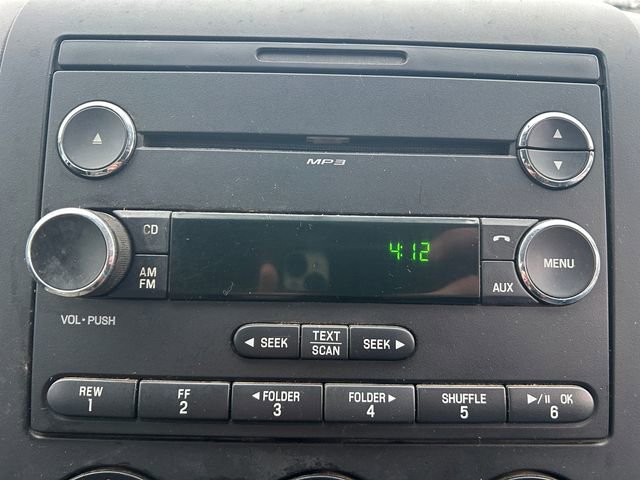 MP3
CD
4:12
AM
FM
AUX
MENU
VOL • PUSH
◄ SEEK
TEXT
SCAN
SEEK ►
REW
1
FF
2
◄ FOLDER
3
FOLDER ►
4
SHUFFLE
5
►/II OK
6